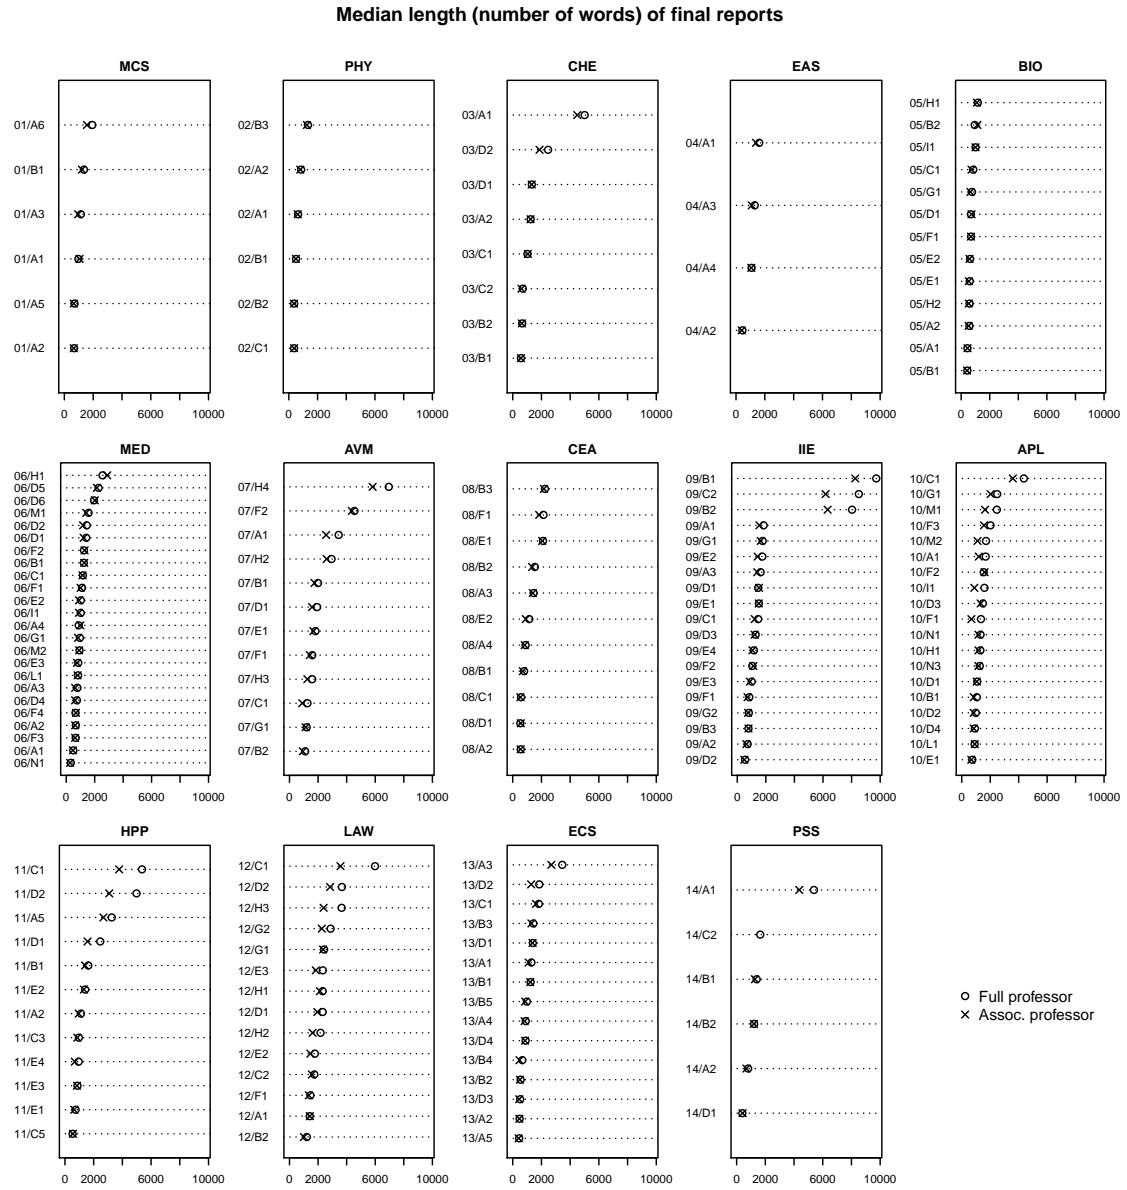 Median length (number of words) of final reports
MCS
01/A6
01/B1
01/A3
01/A1
01/A5
01/A2
0 2000 6000 10000
PHY
02/B3
02/A2
02/A1
02/B1
02/B2
02/C1
0 2000 6000 10000
CHE
03/A1
03/D2
03/D1
03/A2
03/C1
03/C2
03/B2
03/B1
0 2000 6000 10000
EAS
04/A1
04/A3
04/A4
04/A2
0 2000 6000 10000
BIO
05/H1
05/B2
05/I1
05/C1
05/G1
05/D1
05/F1
05/E2
05/E1
05/H2
05/A2
05/A1
05/B1
0 2000 6000 10000
MED
06/H1
06/D5
06/D6
06/M1
06/D2
06/D1
06/F2
06/B1
06/C1
06/F1
06/E2
06/I1
06/A4
06/G1
06/M2
06/E3
06/L1
06/A3
06/D4
06/F4
06/A2
06/F3
06/A1
06/N1
0 2000 6000 10000
AVM
07/H4
07/F2
07/A1
07/H2
07/B1
07/D1
07/E1
07/F1
07/H3
07/C1
07/G1
07/B2
0 2000 6000 10000
CEA
08/B3
08/F1
08/E1
08/B2
08/A3
08/E2
08/A4
08/B1
08/C1
08/D1
08/A2
0 2000 6000 10000
IIE
09/B1
09/C2
09/B2
09/A1
09/G1
09/E2
09/A3
09/D1
09/E1
09/C1
09/D3
09/E4
09/F2
09/E3
09/F1
09/G2
09/B3
09/A2
09/D2
0 2000 6000 10000
APL
10/C1
10/G1
10/M1
10/F3
10/M2
10/A1
10/F2
10/I1
10/D3
10/F1
10/N1
10/H1
10/N3
10/D1
10/B1
10/D2
10/D4
10/L1
10/E1
0 2000 6000 10000
HPP
11/C1
11/D2
11/A5
11/D1
11/B1
11/E2
11/A2
11/C3
11/E4
11/E3
11/E1
11/C5
0 2000 6000 10000
LAW
12/C1
12/D2
12/H3
12/G2
12/G1
12/E3
12/H1
12/D1
12/H2
12/E2
12/C2
12/F1
12/A1
12/B2
0 2000 6000 10000
ECS
13/A3
13/D2
13/C1
13/B3
13/D1
13/A1
13/B1
13/B5
13/A4
13/D4
13/B4
13/B2
13/D3
13/A2
13/A5
0 2000 6000 10000
PSS
14/A1
14/C2
14/B1
14/B2
14/A2
14/D1
0 2000 6000 10000
Full professor
Assoc. professor